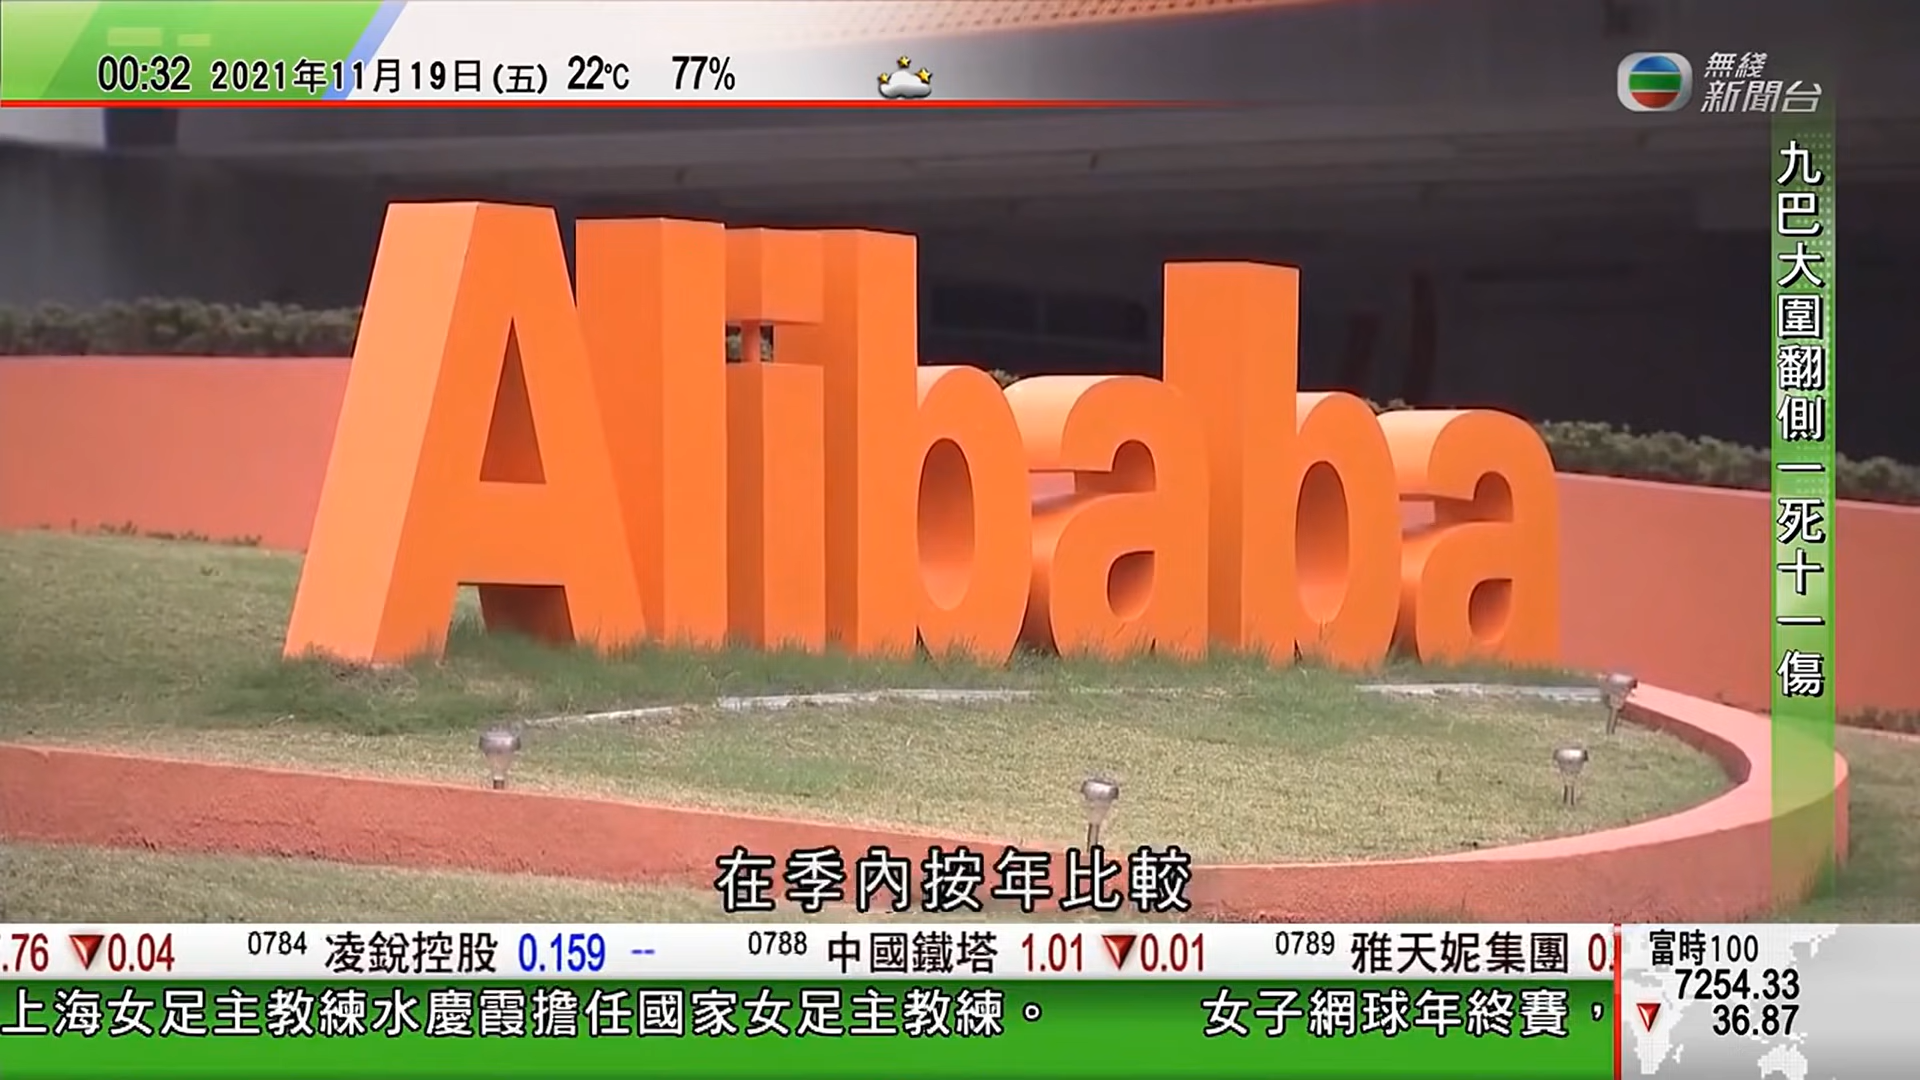 00:32 2021年11月19日(五) 22℃ 77%
無綫
新聞台
九巴大圍翻側一死十一傷
Alibaba
在季內按年比較
.76 ▼0.04 0784 凌銳控股 0.159 -- 0788 中國鐵塔 1.01 ▼0.01 0789 雅天妮集團 0.
富時100
7254.33
▼ 36.87
上海女足主教練水慶霞擔任國家女足主教練。 女子網球年終賽，